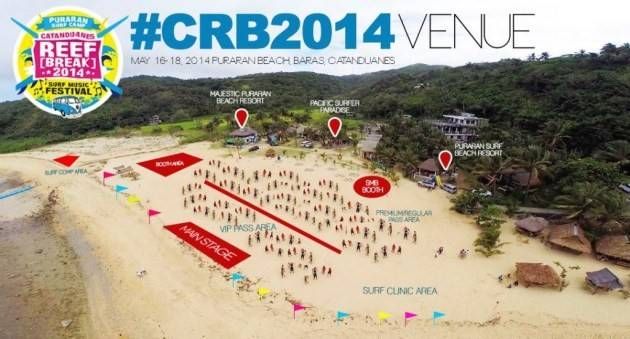 PURARAN
SURF CAMP
CATANDUANES
REEF
[BREAK]
2014
SURF MUSIC
FESTIVAL
#CRB2014 VENUE
MAY 16-18, 2014 PURARAN BEACH, BARAS, CATANDUANES
MAJESTIC PURARAN
BEACH RESORT
PACIFIC SURFER
PARADISE
PURARAN SURF
BEACH RESORT
BOOTH AREA
SURF COMP AREA
SMB
BOOTH
PREMIUM/REGULAR
PASS AREA
VIP PASS AREA
MAIN STAGE
SURF CLINIC AREA